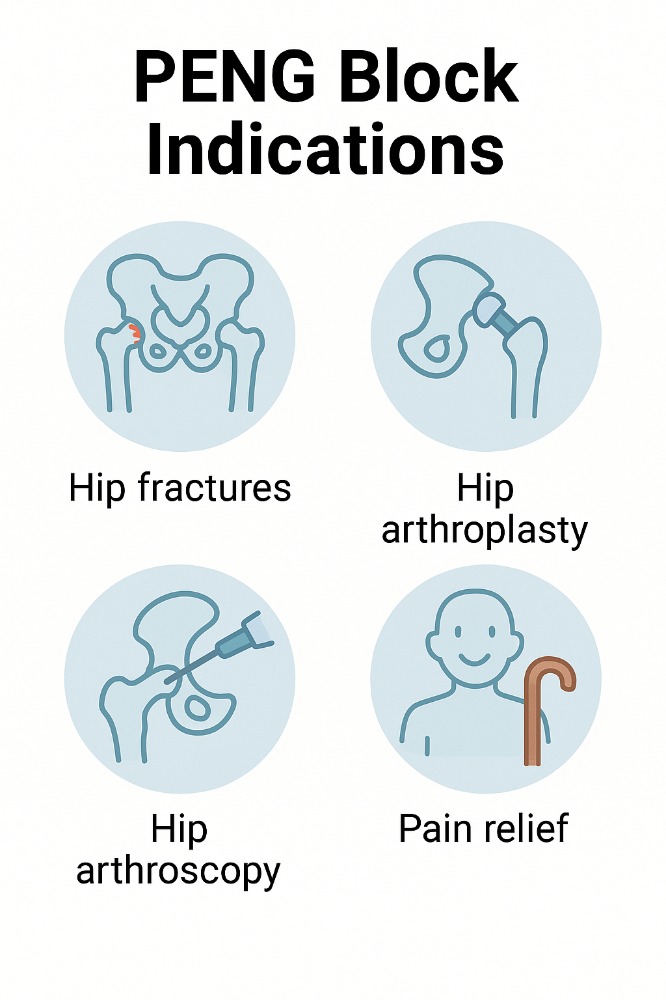 PENG Block
Indications
Hip fractures
Hip
arthroplasty
Hip
arthroscopy
Pain relief